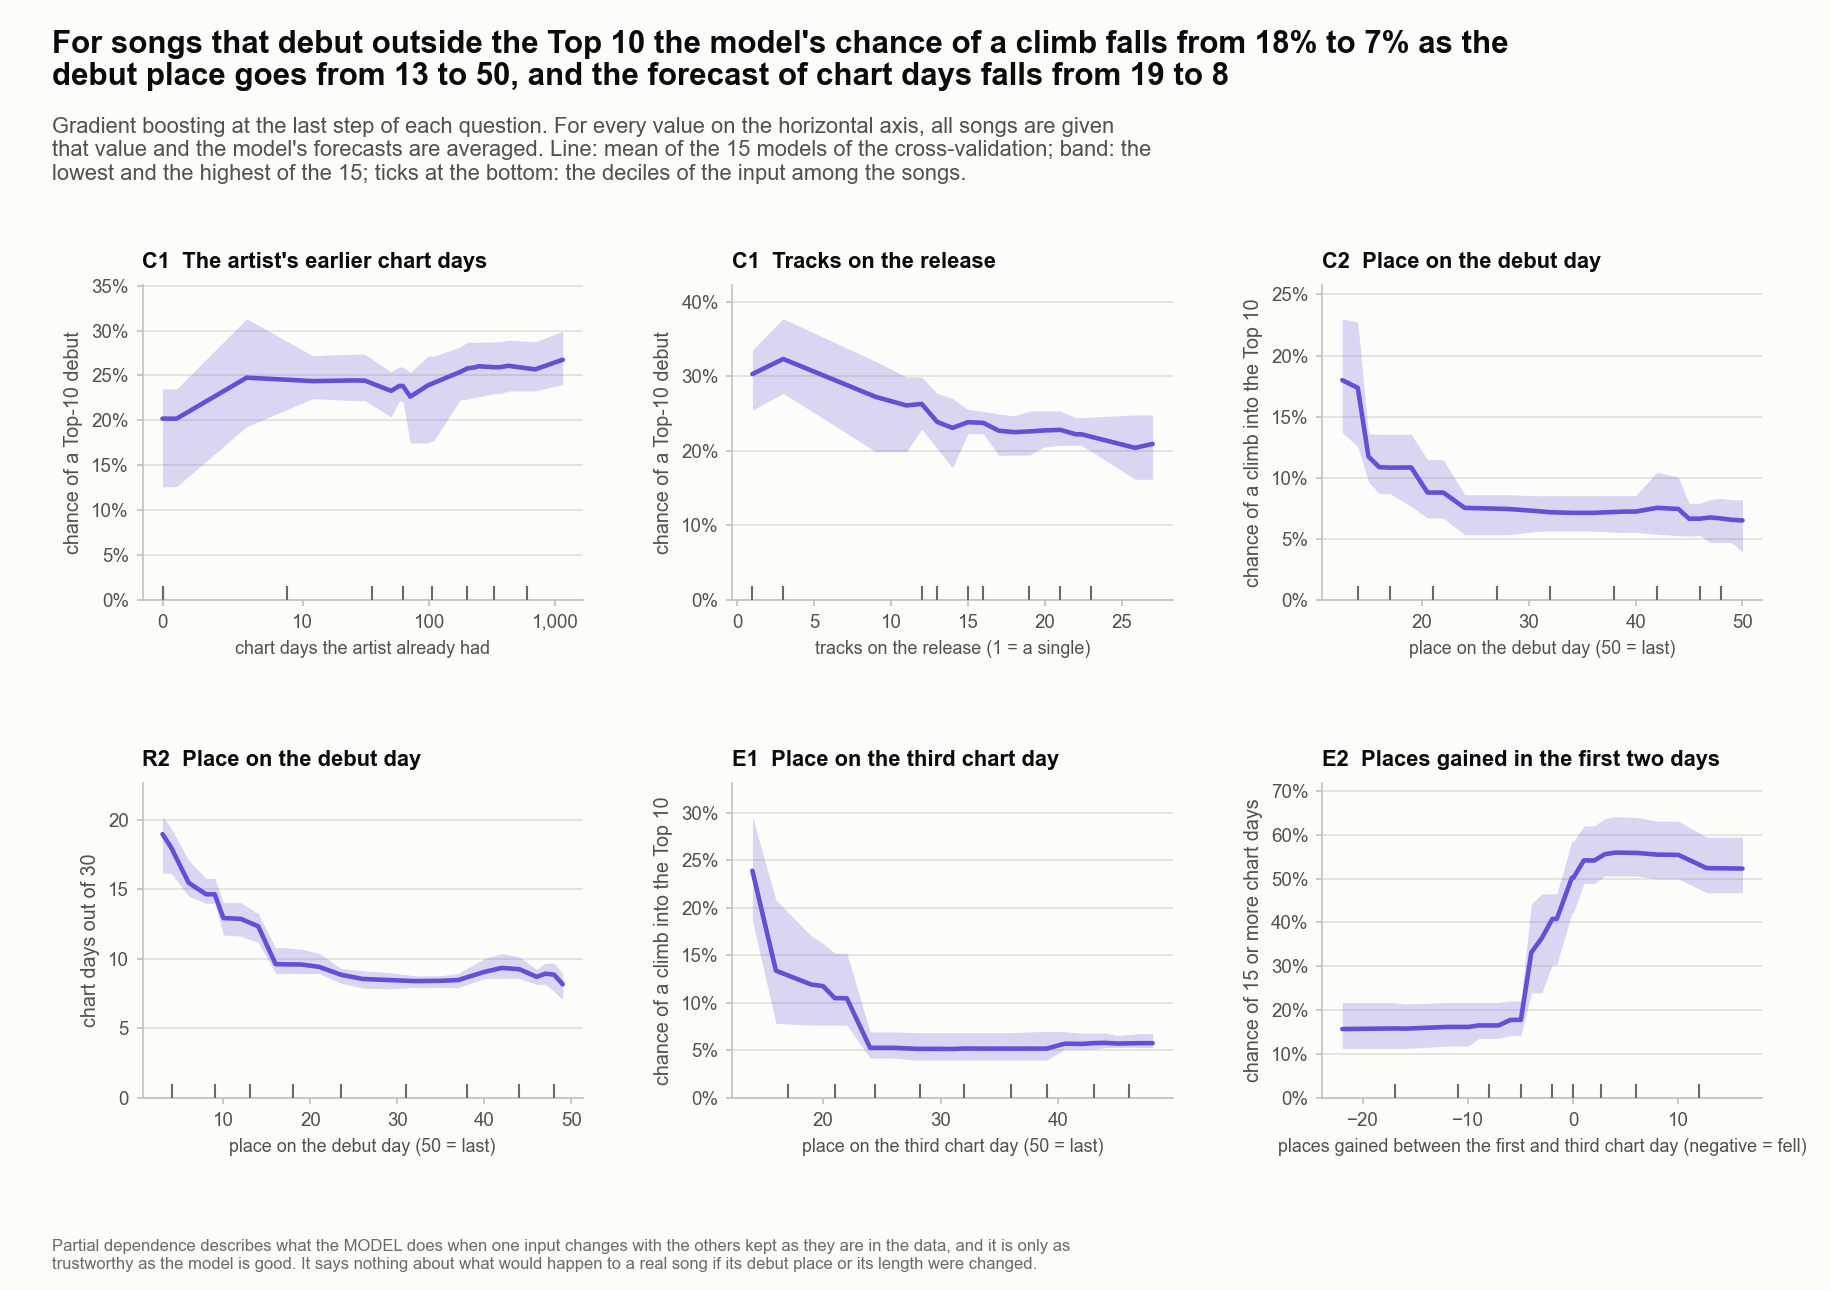 For songs that debut outside the Top 10 the model's chance of a climb falls from 18% to 7% as the
debut place goes from 13 to 50, and the forecast of chart days falls from 19 to 8
Gradient boosting at the last step of each question. For every value on the horizontal axis, all songs are given
that value and the model's forecasts are averaged. Line: mean of the 15 models of the cross-validation; band: the
lowest and the highest of the 15; ticks at the bottom: the deciles of the input among the songs.
C1 The artist's earlier chart days
chance of a Top-10 debut
35%
30%
25%
20%
15%
10%
5%
0%
0 10 100 1,000
chart days the artist already had
C1 Tracks on the release
chance of a Top-10 debut
40%
30%
20%
10%
0%
0 5 10 15 20 25
tracks on the release (1 = a single)
C2 Place on the debut day
chance of a climb into the Top 10
25%
20%
15%
10%
5%
0%
20 30 40 50
place on the debut day (50 = last)
R2 Place on the debut day
chart days out of 30
20
15
10
5
0
10 20 30 40 50
place on the debut day (50 = last)
E1 Place on the third chart day
chance of a climb into the Top 10
30%
25%
20%
15%
10%
5%
0%
20 30 40
place on the third chart day (50 = last)
E2 Places gained in the first two days
chance of 15 or more chart days
70%
60%
50%
40%
30%
20%
10%
0%
−20 −10 0 10
places gained between the first and third chart day (negative = fell)
Partial dependence describes what the MODEL does when one input changes with the others kept as they are in the data, and it is only as
trustworthy as the model is good. It says nothing about what would happen to a real song if its debut place or its length were changed.